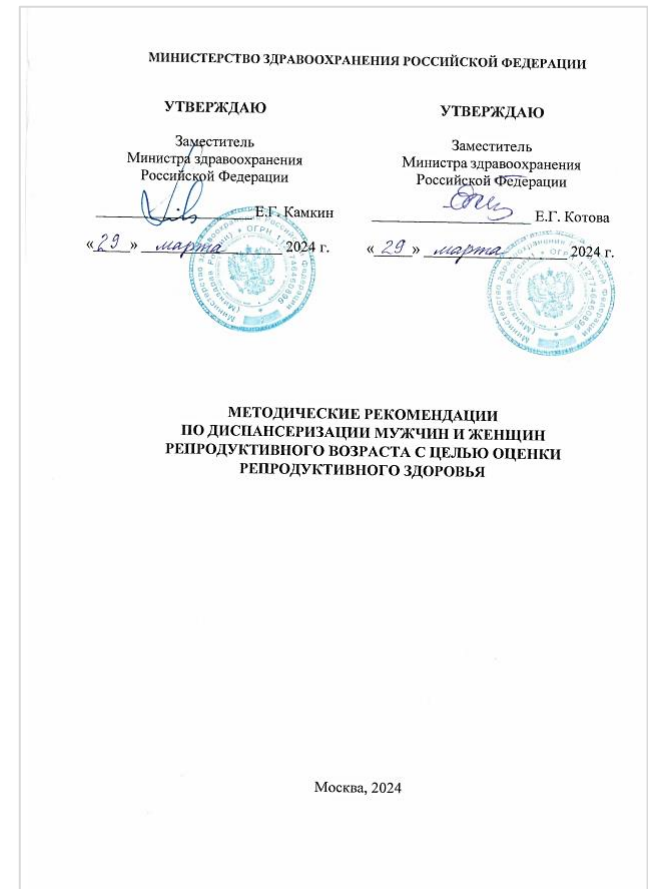 МИНИСТЕРСТВО ЗДРАВООХРАНЕНИЯ РОССИЙСКОЙ ФЕДЕРАЦИИ
УТВЕРЖДАЮ
Заместитель
Министра здравоохранения
Российской Федерации
Е.Г. Камкин
«29» марта 2024 г.
УТВЕРЖДАЮ
Заместитель
Министра здравоохранения
Российской Федерации
Е.Г. Котова
«29» марта 2024 г.
МЕТОДИЧЕСКИЕ РЕКОМЕНДАЦИИ
ПО ДИСПАНСЕРИЗАЦИИ МУЖЧИН И ЖЕНЩИН
РЕПРОДУКТИВНОГО ВОЗРАСТА С ЦЕЛЬЮ ОЦЕНКИ
РЕПРОДУКТИВНОГО ЗДОРОВЬЯ
Москва, 2024